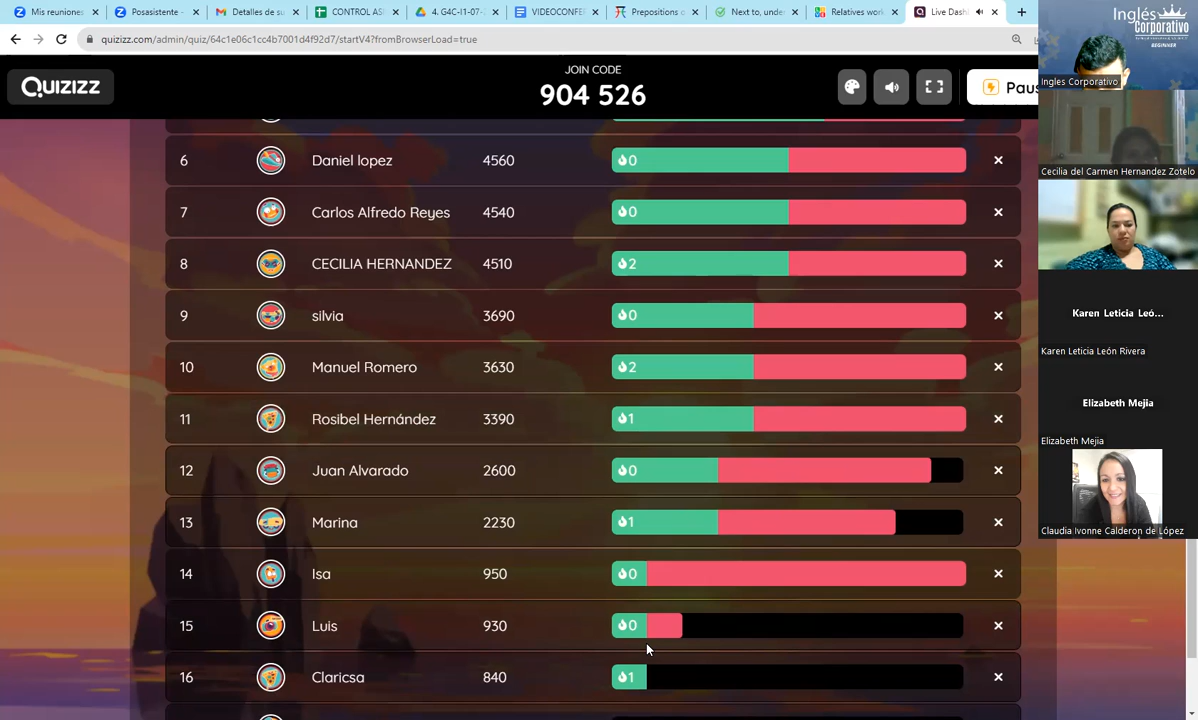 Mis reuniones
Posasistente -
Detalles de su
CONTROL ASI
4. G4C-I1-07-
VIDEOCONFE
Prepositions o
Next to, under
Relatives work
Live Dash
quizizz.com/admin/quiz/64c1e06c1cc4b7001d4f92d7/startV4?fromBrowserLoad=true
QUIZIZZ
JOIN CODE
904 526
Paus
Inglés
Corporativo
BEGINNER
Ingles Corporativo
Cecilia del Carmen Hernandez Zotelo
Karen Leticia Leó...
Karen Leticia León Rivera
Elizabeth Mejia
Elizabeth Mejia
Claudia Ivonne Calderon de López
6 Daniel lopez 4560 0
7 Carlos Alfredo Reyes 4540 0
8 CECILIA HERNANDEZ 4510 2
9 silvia 3690 0
10 Manuel Romero 3630 2
11 Rosibel Hernández 3390 1
12 Juan Alvarado 2600 0
13 Marina 2230 1
14 Isa 950 0
15 Luis 930 0
16 Claricsa 840 1